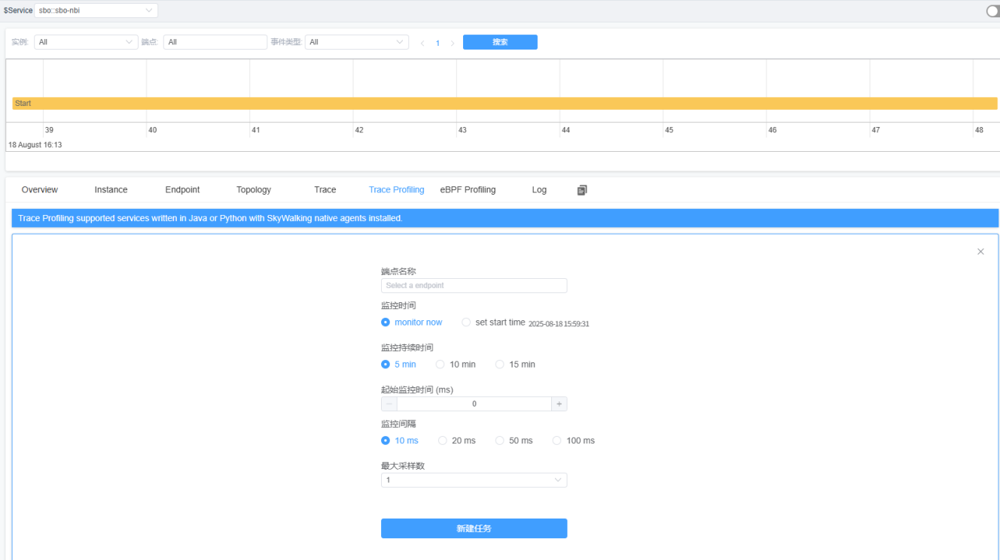 $Service sbo::sbo-nbi
实例: All 端点: All 事件类型: All 1 搜索
Start
39 40 41 42 43 44 45 46 47 48
18 August 16:13
Overview Instance Endpoint Topology Trace Trace Profiling eBPF Profiling Log
Trace Profiling supported services written in Java or Python with SkyWalking native agents installed.
端点名称
Select a endpoint
监控时间
monitor now set start time 2025-08-18 15:59:31
监控持续时间
5 min 10 min 15 min
起始监控时间 (ms)
− 0 +
监控间隔
10 ms 20 ms 50 ms 100 ms
最大采样数
1
新建任务